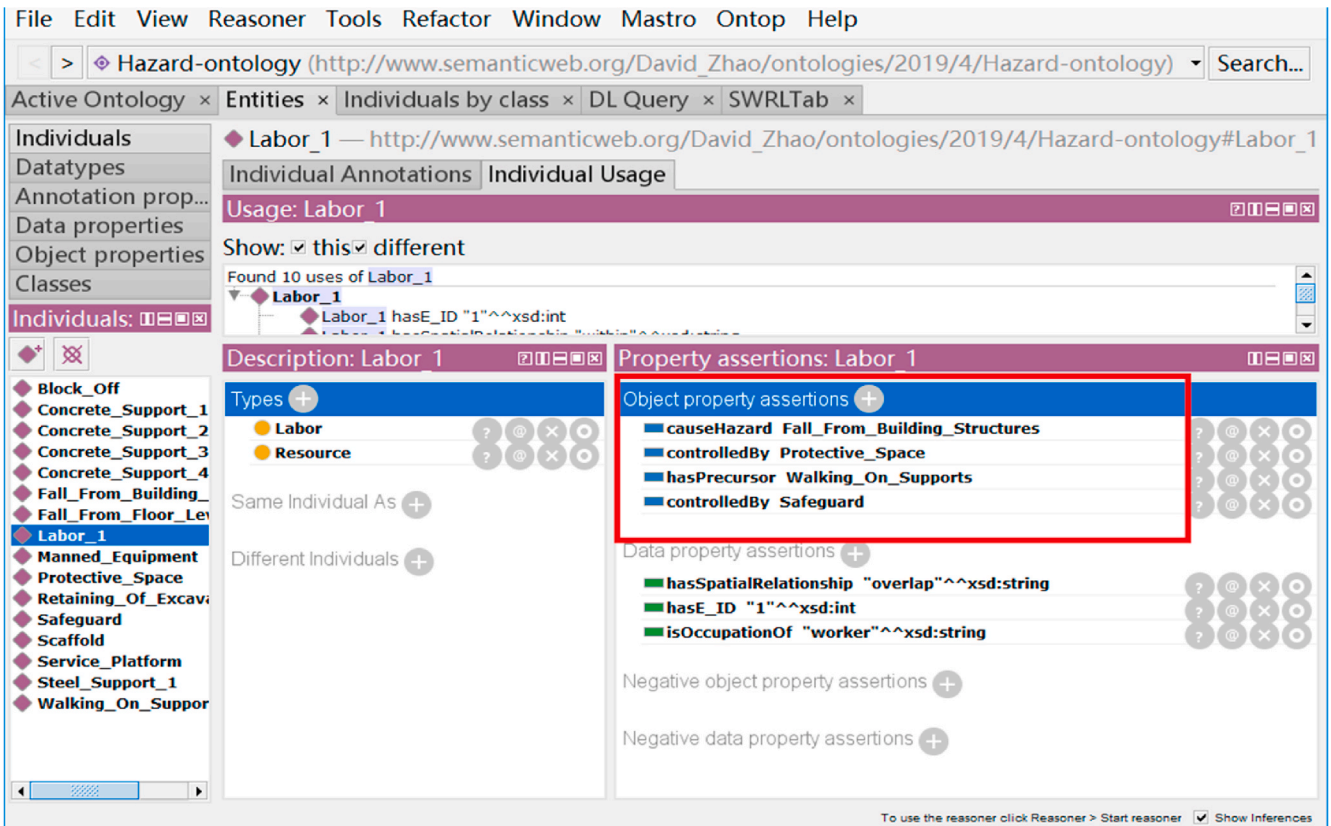 File Edit View Reasoner Tools Refactor Window Mastro Ontop Help
< > Hazard-ontology (http://www.semanticweb.org/David_Zhao/ontologies/2019/4/Hazard-ontology) Search...
Active Ontology × Entities × Individuals by class × DL Query × SWRLTab ×
Individuals
Datatypes
Annotation prop...
Data properties
Object properties
Classes
Individuals:
Block_Off
Concrete_Support_1
Concrete_Support_2
Concrete_Support_3
Concrete_Support_4
Fall_From_Building_
Fall_From_Floor_Lev
Labor_1
Manned_Equipment
Protective_Space
Retaining_Of_Excava
Safeguard
Scaffold
Service_Platform
Steel_Support_1
Walking_On_Suppor
Labor_1 — http://www.semanticweb.org/David_Zhao/ontologies/2019/4/Hazard-ontology#Labor_1
Individual Annotations Individual Usage
Usage: Labor_1
Show: this different
Found 10 uses of Labor_1
Labor_1
Labor_1 hasE_ID "1"^^xsd:int
Labor_1 hasSpatialRelationship "within"^^xsd:string
Description: Labor_1
Types
Labor
Resource
Same Individual As
Different Individuals
Property assertions: Labor_1
Object property assertions
causeHazard Fall_From_Building_Structures
controlledBy Protective_Space
hasPrecursor Walking_On_Supports
controlledBy Safeguard
Data property assertions
hasSpatialRelationship "overlap"^^xsd:string
hasE_ID "1"^^xsd:int
isOccupationOf "worker"^^xsd:string
Negative object property assertions
Negative data property assertions
To use the reasoner click Reasoner > Start reasoner Show Inferences